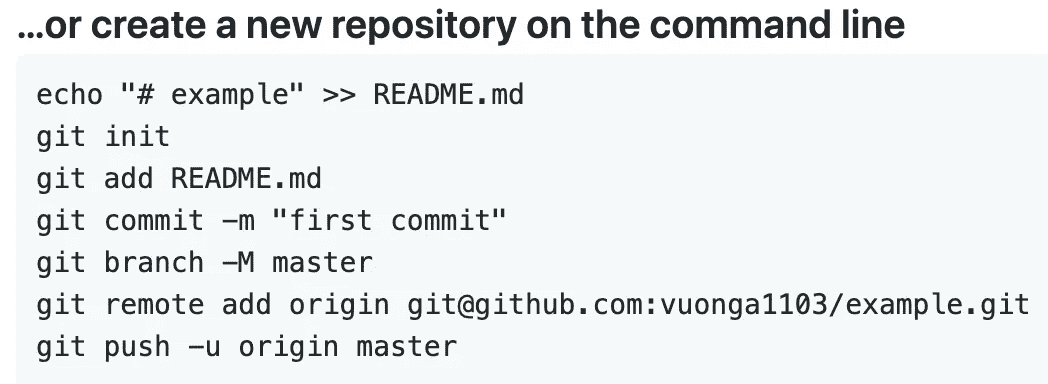 ...or create a new repository on the command line
echo "# example" >> README.md
git init
git add README.md
git commit -m "first commit"
git branch -M master
git remote add origin git@github.com:vuonga1103/example.git
git push -u origin master